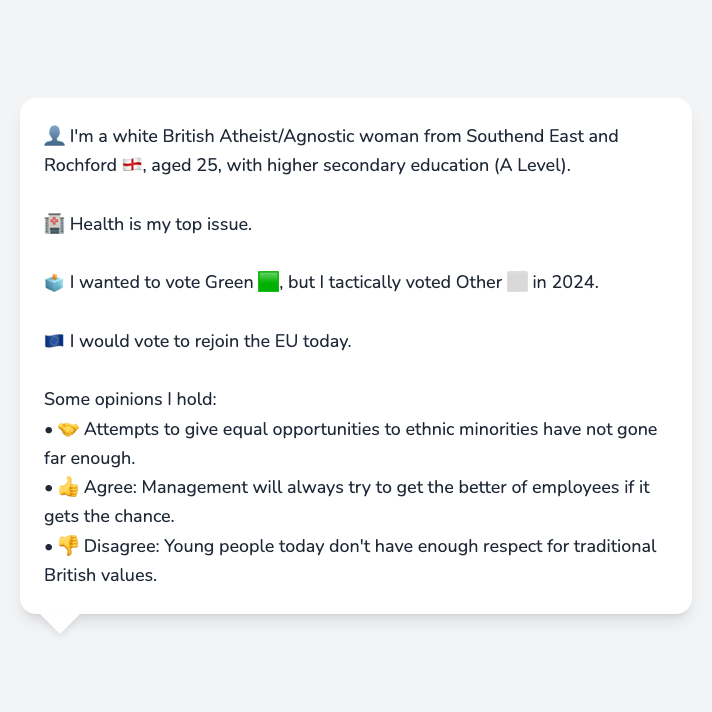 👤 I'm a white British Atheist/Agnostic woman from Southend East and
Rochford 🏴󠁧󠁢󠁥󠁮󠁧󠁿, aged 25, with higher secondary education (A Level).
🏥 Health is my top issue.
🗳️ I wanted to vote Green 🟩, but I tactically voted Other ⬜ in 2024.
🇪🇺 I would vote to rejoin the EU today.
Some opinions I hold:
• 🤝 Attempts to give equal opportunities to ethnic minorities have not gone
far enough.
• 👍 Agree: Management will always try to get the better of employees if it
gets the chance.
• 👎 Disagree: Young people today don't have enough respect for traditional
British values.